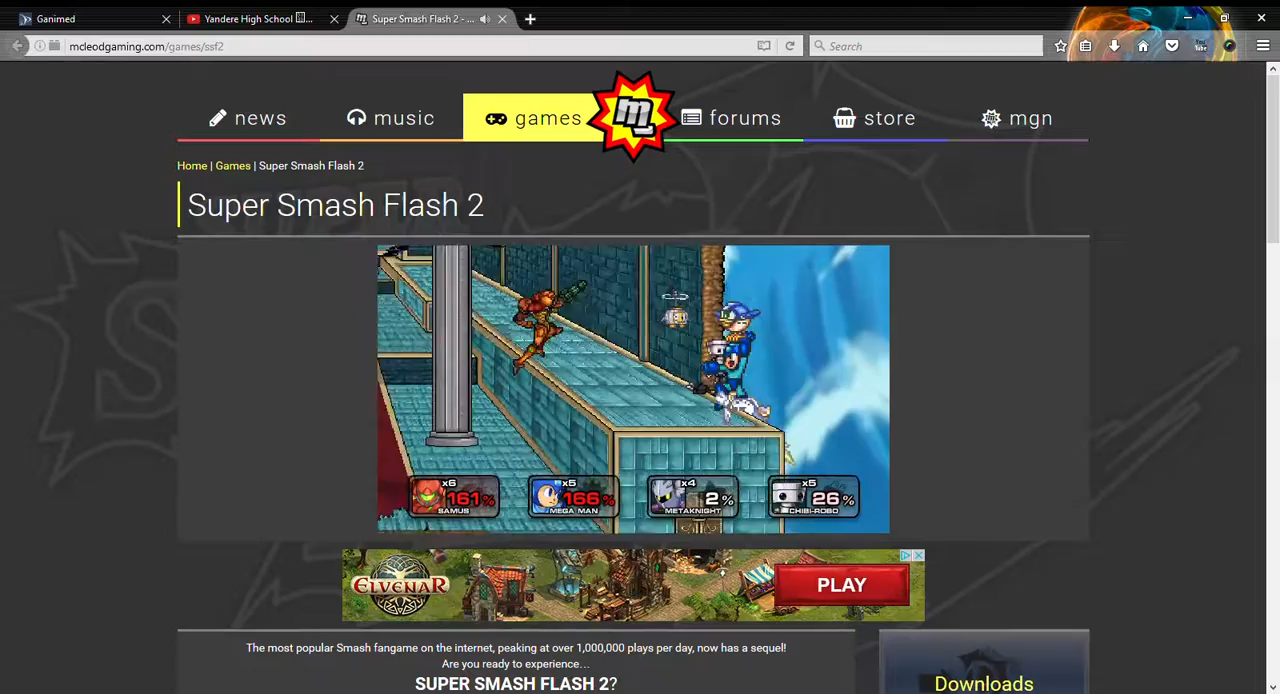 Ganimed
Yandere High School
Super Smash Flash 2 - ...
mcleodgaming.com/games/ssf2
Search
You
Tube
news
music
games
m
forums
store
mgn
Home | Games | Super Smash Flash 2
Super Smash Flash 2
x6
161%
SAMUS
x5
166%
MEGA MAN
x4
2%
METAKNIGHT
x5
26%
CHIBI-ROBO
ELVENAR
PLAY
The most popular Smash fangame on the internet, peaking at over 1,000,000 plays per day, now has a sequel!
Are you ready to experience...
SUPER SMASH FLASH 2?
Downloads